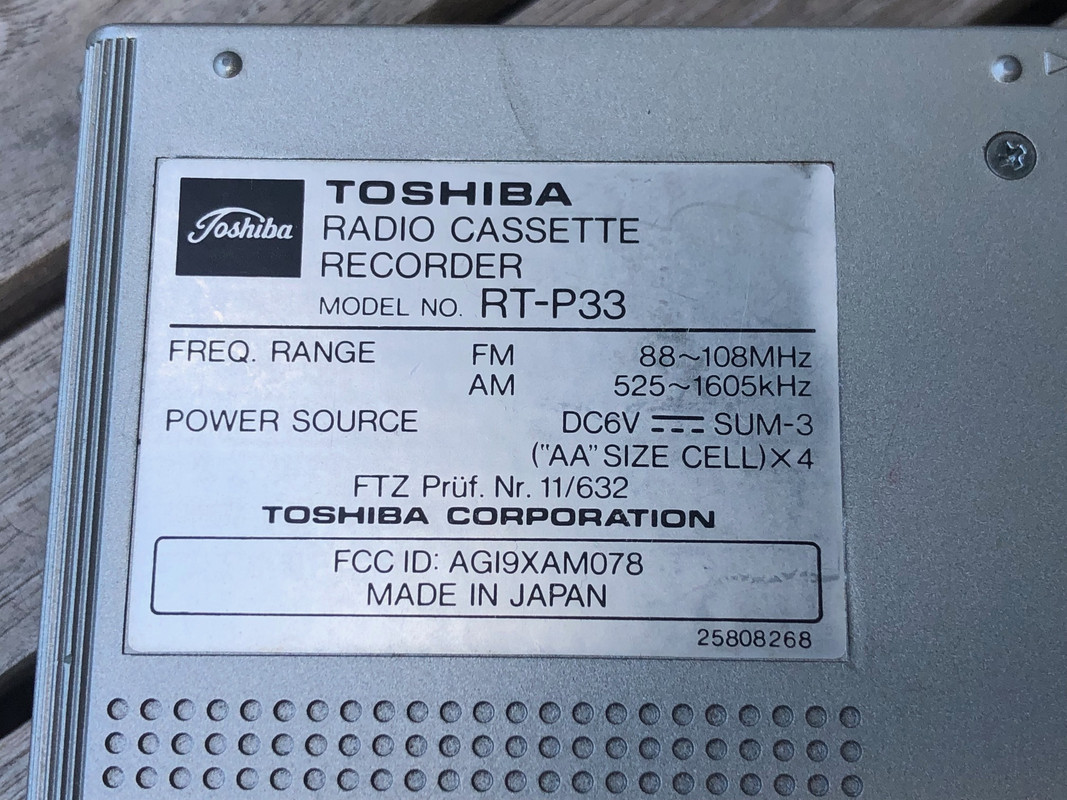 Toshiba
TOSHIBA
RADIO CASSETTE
RECORDER
MODEL NO. RT-P33
FREQ. RANGE FM 88~108MHz
AM 525~1605kHz
POWER SOURCE DC6V ⎓ SUM-3
("AA" SIZE CELL)×4
FTZ Prüf. Nr. 11/632
TOSHIBA CORPORATION
FCC ID: AGI9XAM078
MADE IN JAPAN
25808268